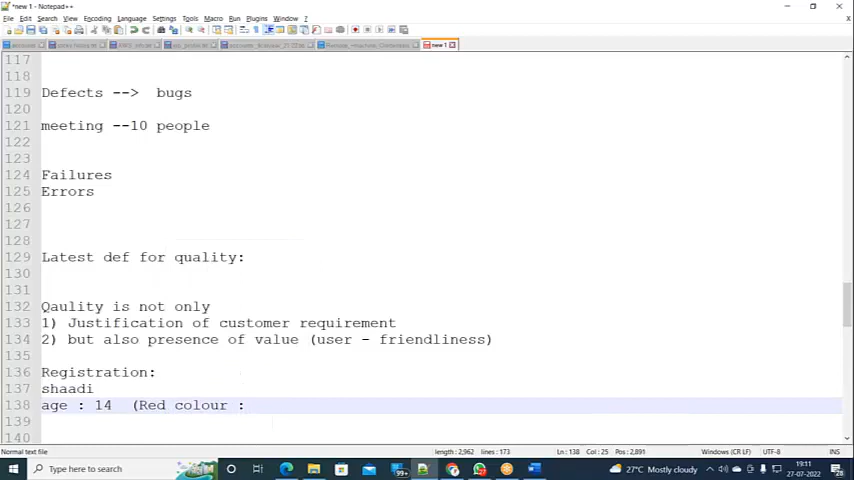 *new 1 - Notepad++
File Edit Search View Encoding Language Settings Tools Macro Run Plugins Window ?
new 1
117
118
119 Defects --> bugs
120
121 meeting --10 people
122
123
124 Failures
125 Errors
126
127
128
129 Latest def for quality:
130
131
132 Qaulity is not only
133 1) Justification of customer requirement
134 2) but also presence of value (user - friendliness)
135
136 Registration:
137 shaadi
138 age : 14 (Red colour :
139
140
Normal text file length : 2,962 lines : 173 Ln : 138 Col : 25 Pos : 2,891 Windows (CR LF) UTF-8 INS
Type here to search 99+ 27°C Mostly cloudy 19:11
27-07-2022 28